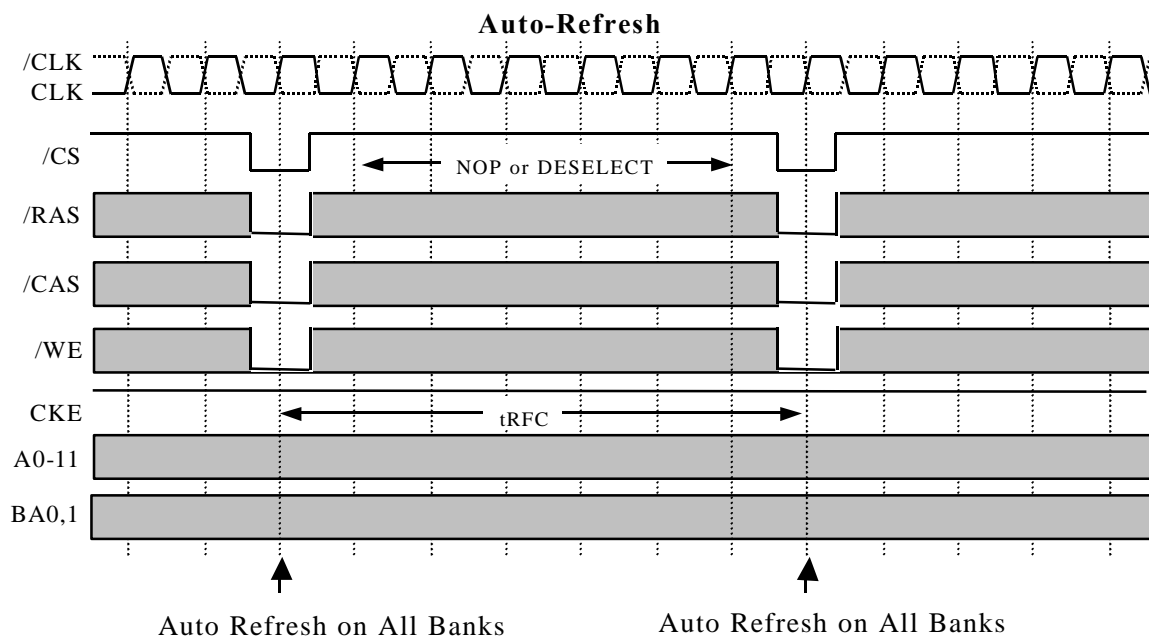 Auto-Refresh
/CLK
CLK
/CS
NOP or DESELECT
/RAS
/CAS
/WE
CKE
tRFC
A0-11
BA0,1
Auto Refresh on All Banks
Auto Refresh on All Banks